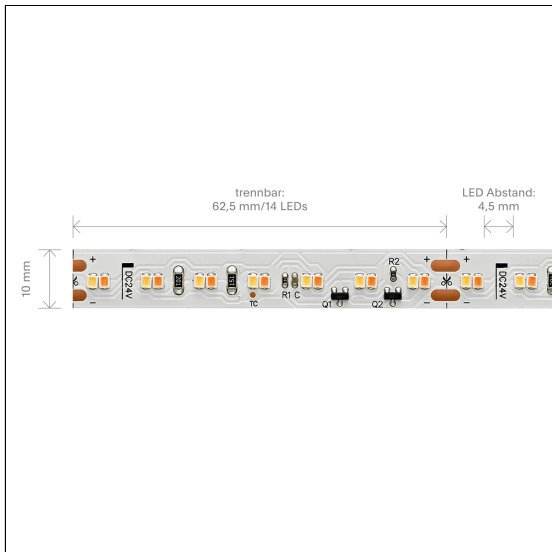 trennbar:
62,5 mm/14 LEDs
LED Abstand:
4,5 mm
10 mm
+
DC24V
R2
+
+
DC24V
R1 C
TC
Q1
Q2
−
−
−